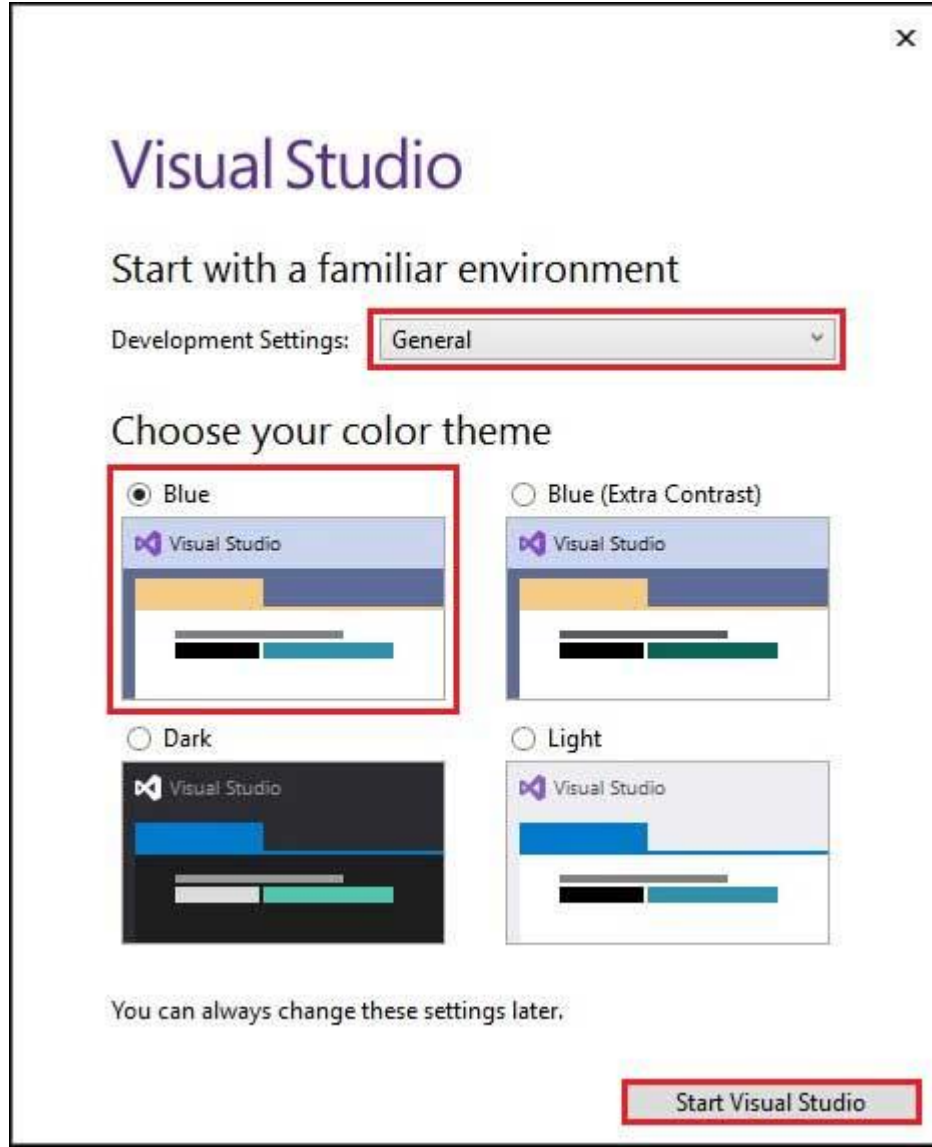 Visual Studio
Start with a familiar environment
Development Settings: General
Choose your color theme
Blue
Blue (Extra Contrast)
Visual Studio
Visual Studio
Dark
Light
Visual Studio
Visual Studio
You can always change these settings later.
Start Visual Studio